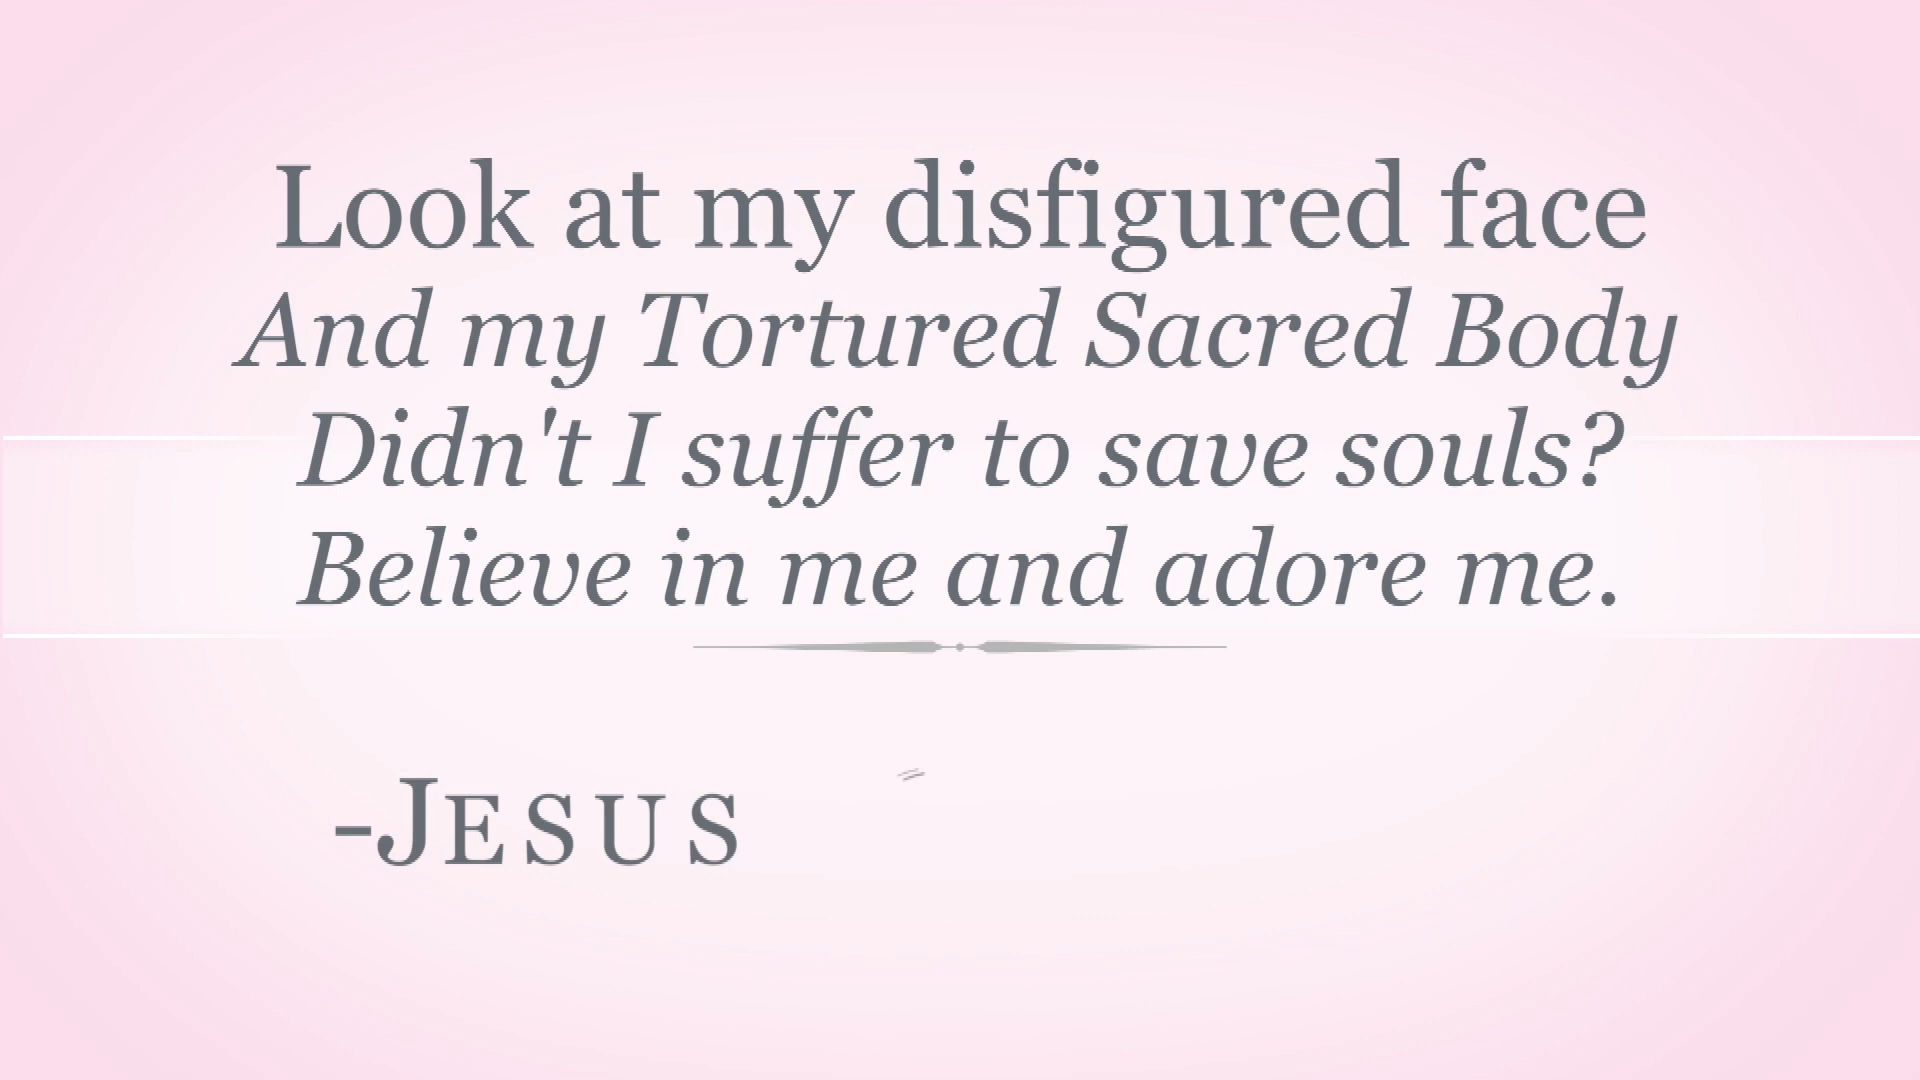 Look at my disfigured face
And my Tortured Sacred Body
Didn't I suffer to save souls?
Believe in me and adore me.
-JESUS